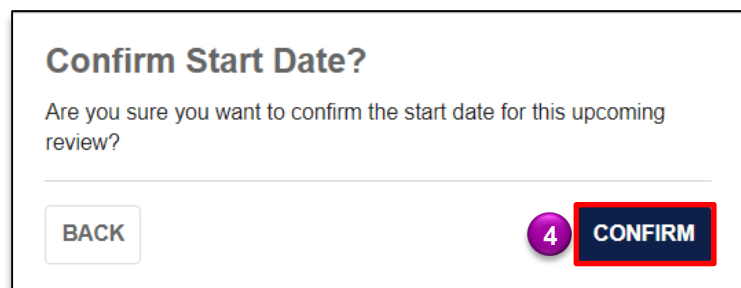 Confirm Start Date?
Are you sure you want to confirm the start date for this upcoming
review?
BACK
4
CONFIRM